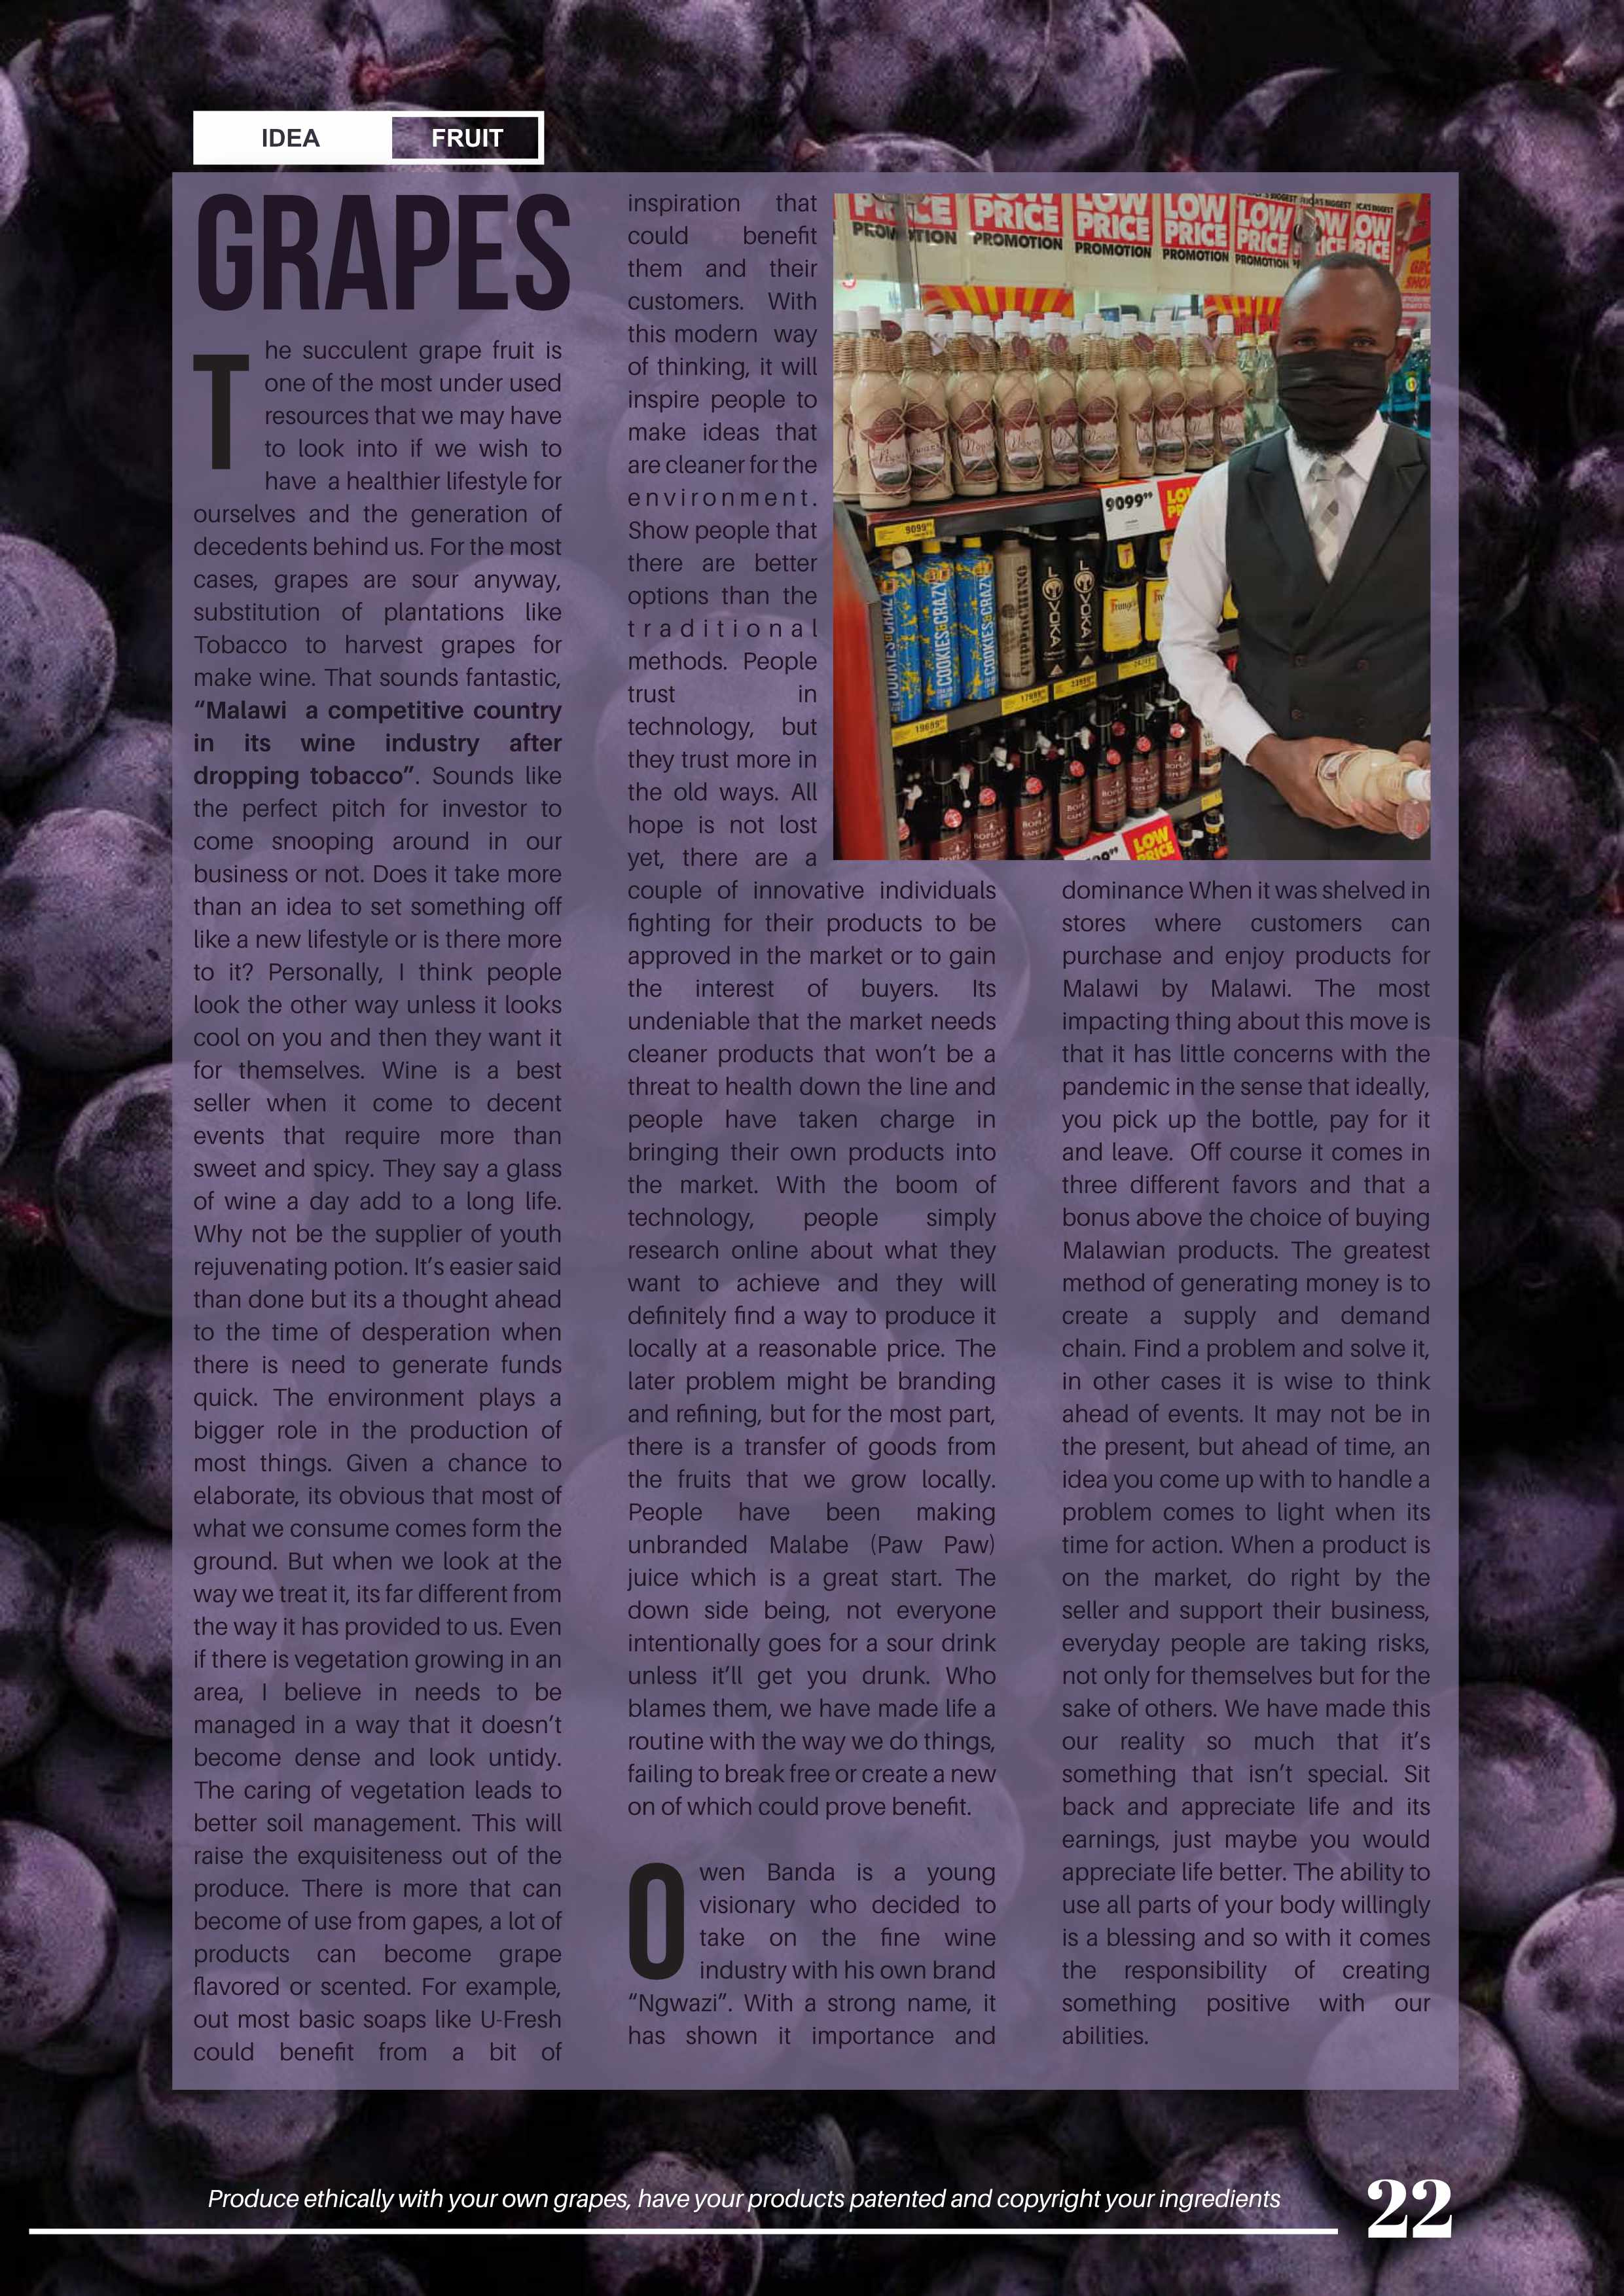 IDEA
FRUIT
GRAPES
The succulent grape fruit is
one of the most under used
resources that we may have
to look into if we wish to
have a healthier lifestyle for
ourselves and the generation of
decedents behind us. For the most
cases, grapes are sour anyway,
substitution of plantations like
Tobacco to harvest grapes for
make wine. That sounds fantastic,
“Malawi a competitive country
in its wine industry after
dropping tobacco”. Sounds like
the perfect pitch for investor to
come snooping around in our
business or not. Does it take more
than an idea to set something off
like a new lifestyle or is there more
to it? Personally, I think people
look the other way unless it looks
cool on you and then they want it
for themselves. Wine is a best
seller when it come to decent
events that require more than
sweet and spicy. They say a glass
of wine a day add to a long life.
Why not be the supplier of youth
rejuvenating potion. It’s easier said
than done but its a thought ahead
to the time of desperation when
there is need to generate funds
quick. The environment plays a
bigger role in the production of
most things. Given a chance to
elaborate, its obvious that most of
what we consume comes form the
ground. But when we look at the
way we treat it, its far different from
the way it has provided to us. Even
if there is vegetation growing in an
area, I believe in needs to be
managed in a way that it doesn’t
become dense and look untidy.
The caring of vegetation leads to
better soil management. This will
raise the exquisiteness out of the
produce. There is more that can
become of use from gapes, a lot of
products can become grape
flavored or scented. For example,
out most basic soaps like U-Fresh
could benefit from a bit of
inspiration that
could benefit
them and their
customers. With
this modern way
of thinking, it will
inspire people to
make ideas that
are cleaner for the
environment.
Show people that
there are better
options than the
traditional
methods. People
trust in
technology, but
they trust more in
the old ways. All
hope is not lost
yet, there are a
couple of innovative individuals
fighting for their products to be
approved in the market or to gain
the interest of buyers. Its
undeniable that the market needs
cleaner products that won’t be a
threat to health down the line and
people have taken charge in
bringing their own products into
the market. With the boom of
technology, people simply
research online about what they
want to achieve and they will
definitely find a way to produce it
locally at a reasonable price. The
later problem might be branding
and refining, but for the most part,
there is a transfer of goods from
the fruits that we grow locally.
People have been making
unbranded Malabe (Paw Paw)
juice which is a great start. The
down side being, not everyone
intentionally goes for a sour drink
unless it’ll get you drunk. Who
blames them, we have made life a
routine with the way we do things,
failing to break free or create a new
on of which could prove benefit.
Owen Banda is a young
visionary who decided to
take on the fine wine
industry with his own brand
“Ngwazi”. With a strong name, it
has shown it importance and
PRICE PRICE LOW PRICE LOW PRICE LOW PRICE
PROMOTION PROMOTION PROMOTION PROMOTION PROMOTION
9099⁹⁹
9099⁹⁹
COOKIES&CRAZY COOKIES&CRAZY
VODKA VODKA
LOW PRICE
dominance When it was shelved in
stores where customers can
purchase and enjoy products for
Malawi by Malawi. The most
impacting thing about this move is
that it has little concerns with the
pandemic in the sense that ideally,
you pick up the bottle, pay for it
and leave. Off course it comes in
three different favors and that a
bonus above the choice of buying
Malawian products. The greatest
method of generating money is to
create a supply and demand
chain. Find a problem and solve it,
in other cases it is wise to think
ahead of events. It may not be in
the present, but ahead of time, an
idea you come up with to handle a
problem comes to light when its
time for action. When a product is
on the market, do right by the
seller and support their business,
everyday people are taking risks,
not only for themselves but for the
sake of others. We have made this
our reality so much that it’s
something that isn’t special. Sit
back and appreciate life and its
earnings, just maybe you would
appreciate life better. The ability to
use all parts of your body willingly
is a blessing and so with it comes
the responsibility of creating
something positive with our
abilities.
Produce ethically with your own grapes, have your products patented and copyright your ingredients
22